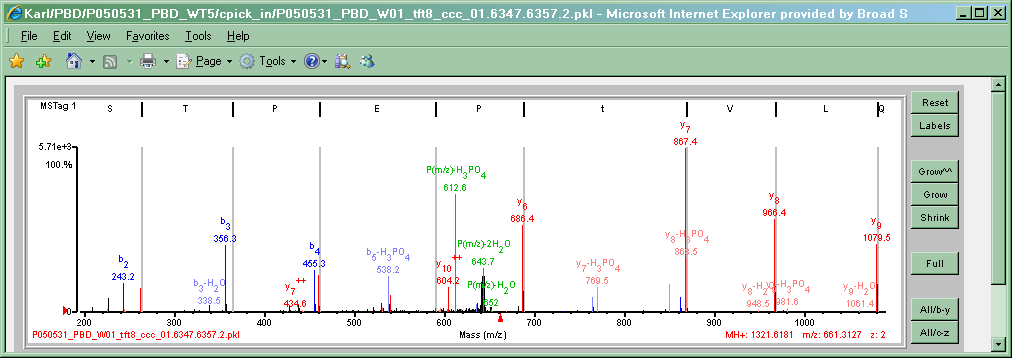 Karl/PBD/P050531_PBD_WT5/cpick_in/P050531_PBD_W01_tft8_ccc_01.6347.6357.2.pkl - Microsoft Internet Explorer provided by Broad S
File Edit View Favorites Tools Help
Page Tools
MSTag 1 S T P E P t V L Q
Reset
Labels
5.71e+3
100.%
0
Grow^^
Grow
Shrink
Full
All/b-y
All/c-z
b2
243.2
b3-H2O
338.5
b3
356.3
y7++
434.6
b4
455.3
b5-H3PO4
538.2
y10++
604.2
P(m/z)-H3PO4
612.6
P(m/z)-2H2O
643.7
P(m/z)-H2O
652
y6
686.4
y7-H3PO4
769.5
y7
867.4
y8-H3PO4
868.5
y8
966.4
948.5
981.6
y9-H2O
1061.4
y9
1079.5
200 300 400 500 600 700 800 900 1000
Mass (m/z)
P050531_PBD_W01_tft8_ccc_01.6347.6357.2.pkl MH+: 1321.6181 m/z: 661.3127 z: 2